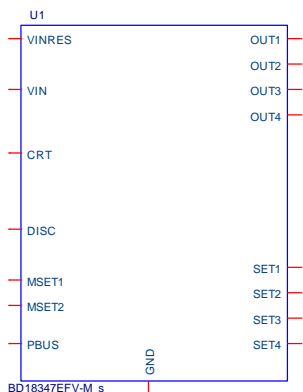 U1
VINRES OUT1
OUT2
VIN OUT3
OUT4
CRT
DISC
SET1
MSET1
SET2
MSET2
SET3
PBUS SET4
GND
BD18347EFV-M_s